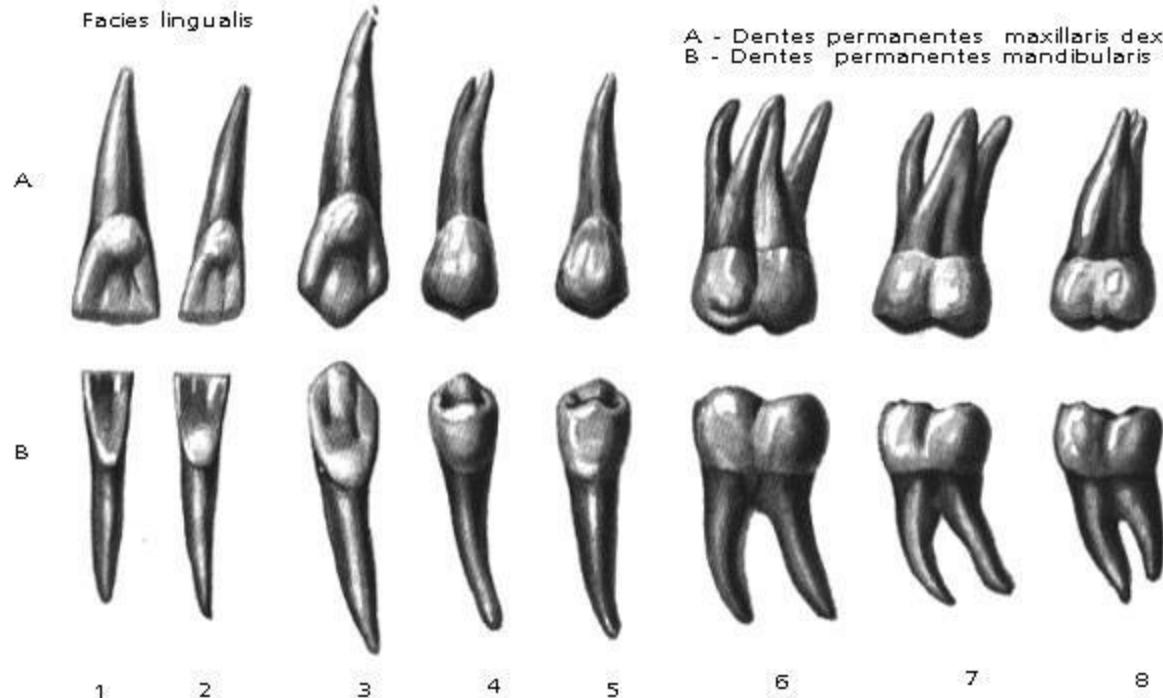 Facies lingualis
A - Dentes permanentes maxillaris dex
B - Dentes permanentes mandibularis
A
B
1 2 3 4 5 6 7 8